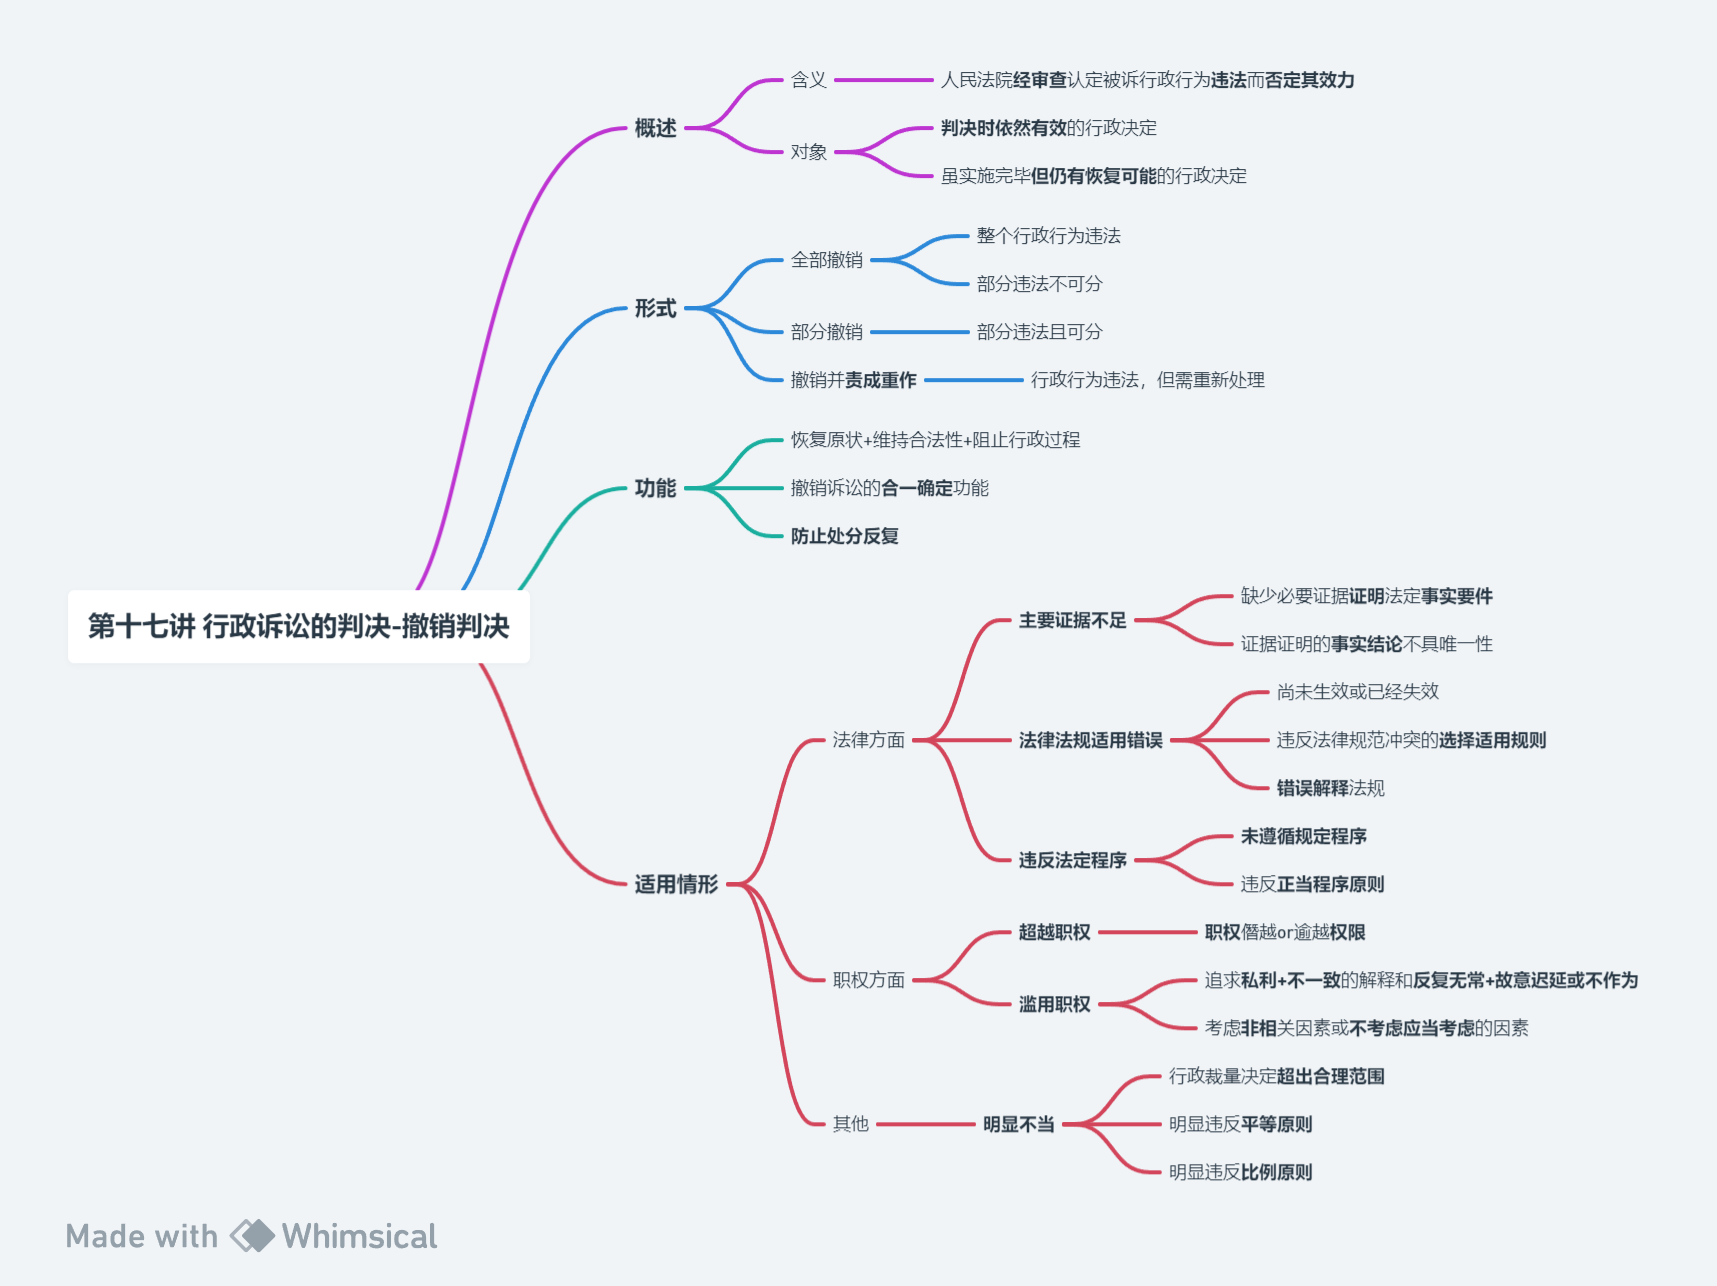 第十七讲 行政诉讼的判决-撤销判决
概述
含义
人民法院经审查认定被诉行政行为违法而否定其效力
对象
判决时依然有效的行政决定
虽实施完毕但仍有恢复可能的行政决定
形式
全部撤销
整个行政行为违法
部分违法不可分
部分撤销
部分违法且可分
撤销并责成重作
行政行为违法，但需重新处理
功能
恢复原状+维持合法性+阻止行政过程
撤销诉讼的合一确定功能
防止处分反复
适用情形
法律方面
主要证据不足
缺少必要证据证明法定事实要件
证据证明的事实结论不具唯一性
法律法规适用错误
尚未生效或已经失效
违反法律规范冲突的选择适用规则
错误解释法规
违反法定程序
未遵循规定程序
违反正当程序原则
职权方面
超越职权
职权僭越or逾越权限
滥用职权
追求私利+不一致的解释和反复无常+故意迟延或不作为
考虑非相关因素或不考虑应当考虑的因素
其他
明显不当
行政裁量决定超出合理范围
明显违反平等原则
明显违反比例原则
Made with Whimsical